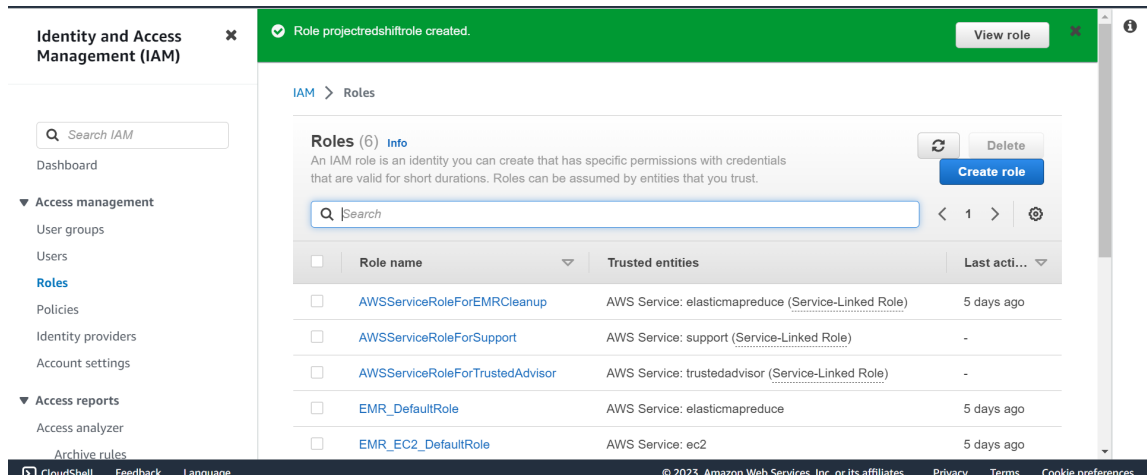 Identity and Access
Management (IAM)
Search IAM
Dashboard
Access management
User groups
Users
Roles
Policies
Identity providers
Account settings
Access reports
Access analyzer
Archive rules
Role projectredshiftrole created.
View role
IAM > Roles
Roles (6) Info
An IAM role is an identity you can create that has specific permissions with credentials
that are valid for short durations. Roles can be assumed by entities that you trust.
Delete
Create role
Search
1
Role name Trusted entities Last acti...
AWSServiceRoleForEMRCleanup AWS Service: elasticmapreduce (Service-Linked Role) 5 days ago
AWSServiceRoleForSupport AWS Service: support (Service-Linked Role) -
AWSServiceRoleForTrustedAdvisor AWS Service: trustedadvisor (Service-Linked Role) -
EMR_DefaultRole AWS Service: elasticmapreduce 5 days ago
EMR_EC2_DefaultRole AWS Service: ec2 5 days ago
CloudShell Feedback Language © 2023, Amazon Web Services, Inc. or its affiliates. Privacy Terms Cookie preferences